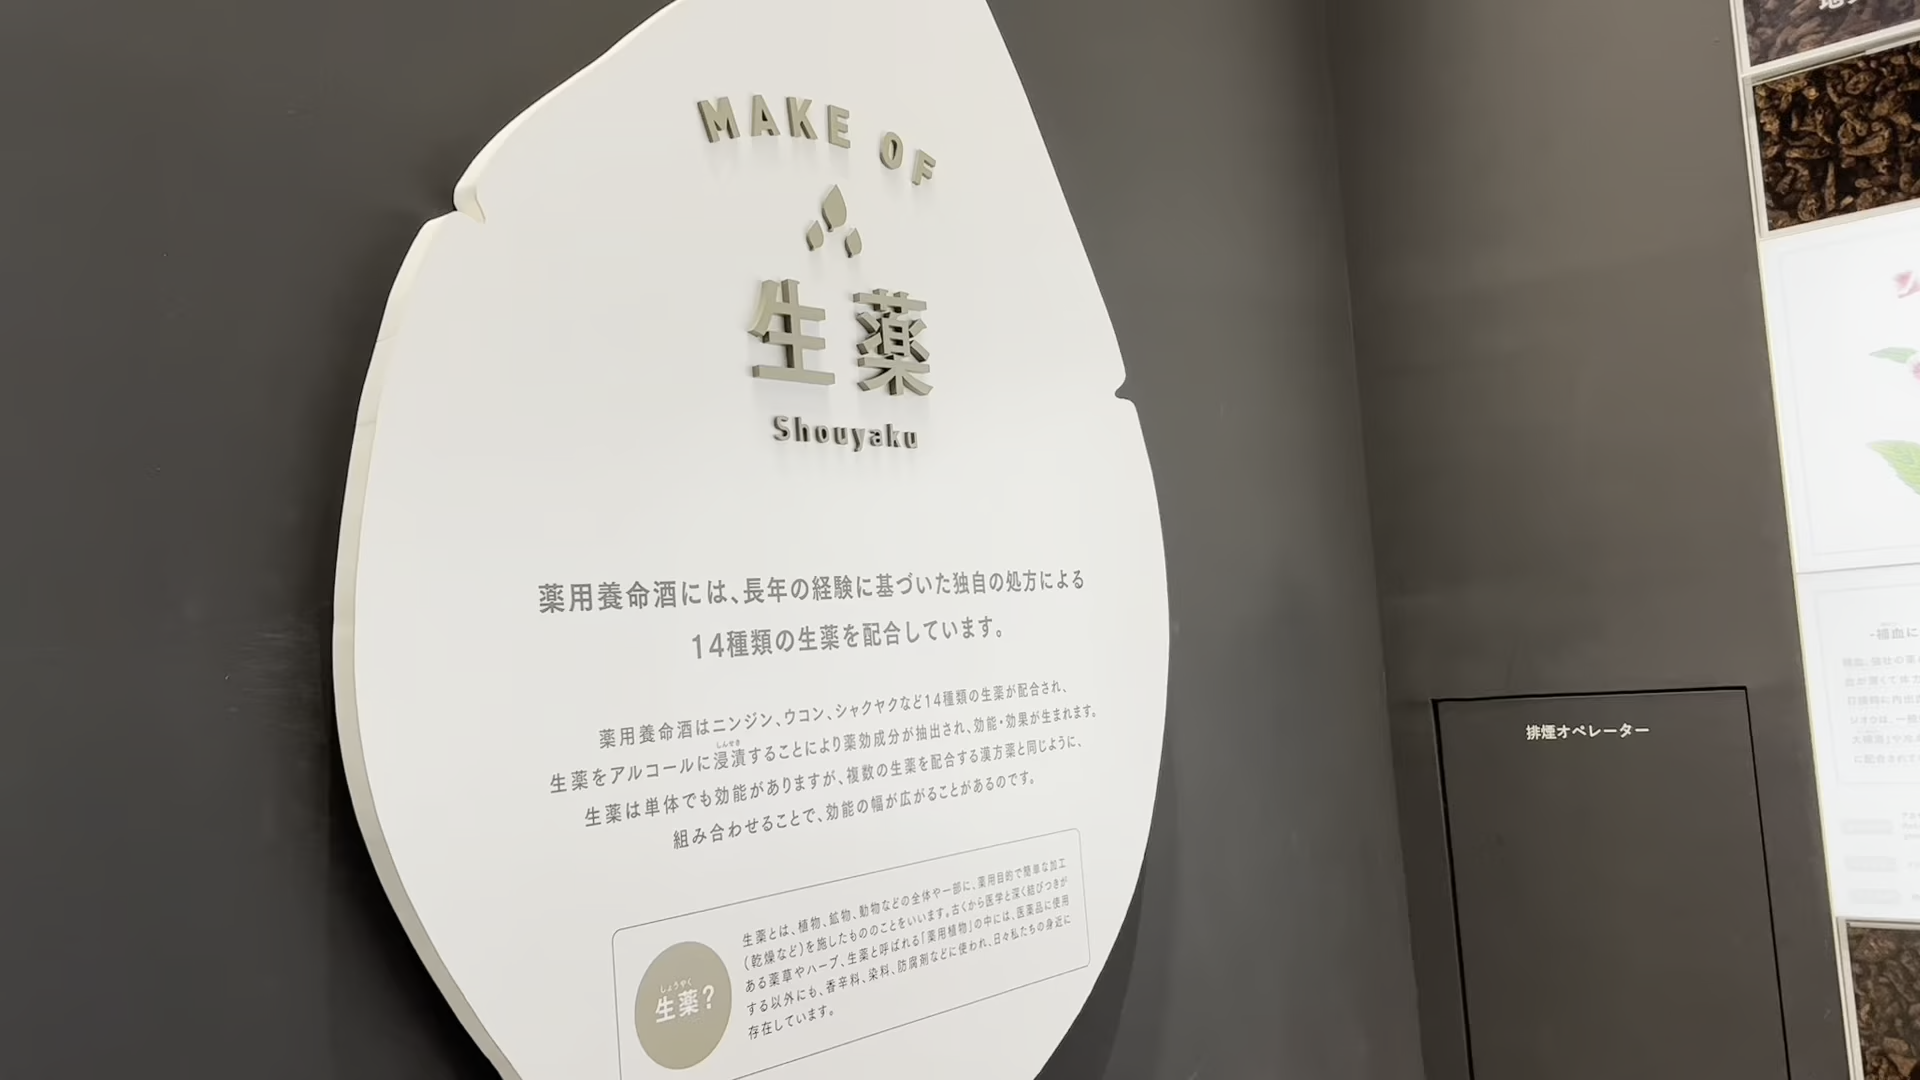 MAKE OF
生薬
Shouyaku
薬用養命酒には、長年の経験に基づいた独自の処方による
14種類の生薬を配合しています。
薬用養命酒はニンジン、ウコン、シャクヤクなど14種類の生薬が配合され、
しんせき
生薬をアルコールに浸漬することにより薬効成分が抽出され、効能・効果が生まれます。
生薬は単体でも効能がありますが、複数の生薬を配合する漢方薬と同じように、
組み合わせることで、効能の幅が広がることがあるのです。
しょうやく
生薬?
生薬とは、植物、鉱物、動物などの全体や一部に、薬用目的で簡単な加工
(乾燥など)を施したもののことをいいます。古くから医学と深く結びつきが
ある薬草やハーブ、生薬と呼ばれる「薬用植物」の中には、医薬品に使用
する以外にも、香辛料、染料、防腐剤などに使われ、日々私たちの身近に
存在しています。
排煙オペレーター
-補血に